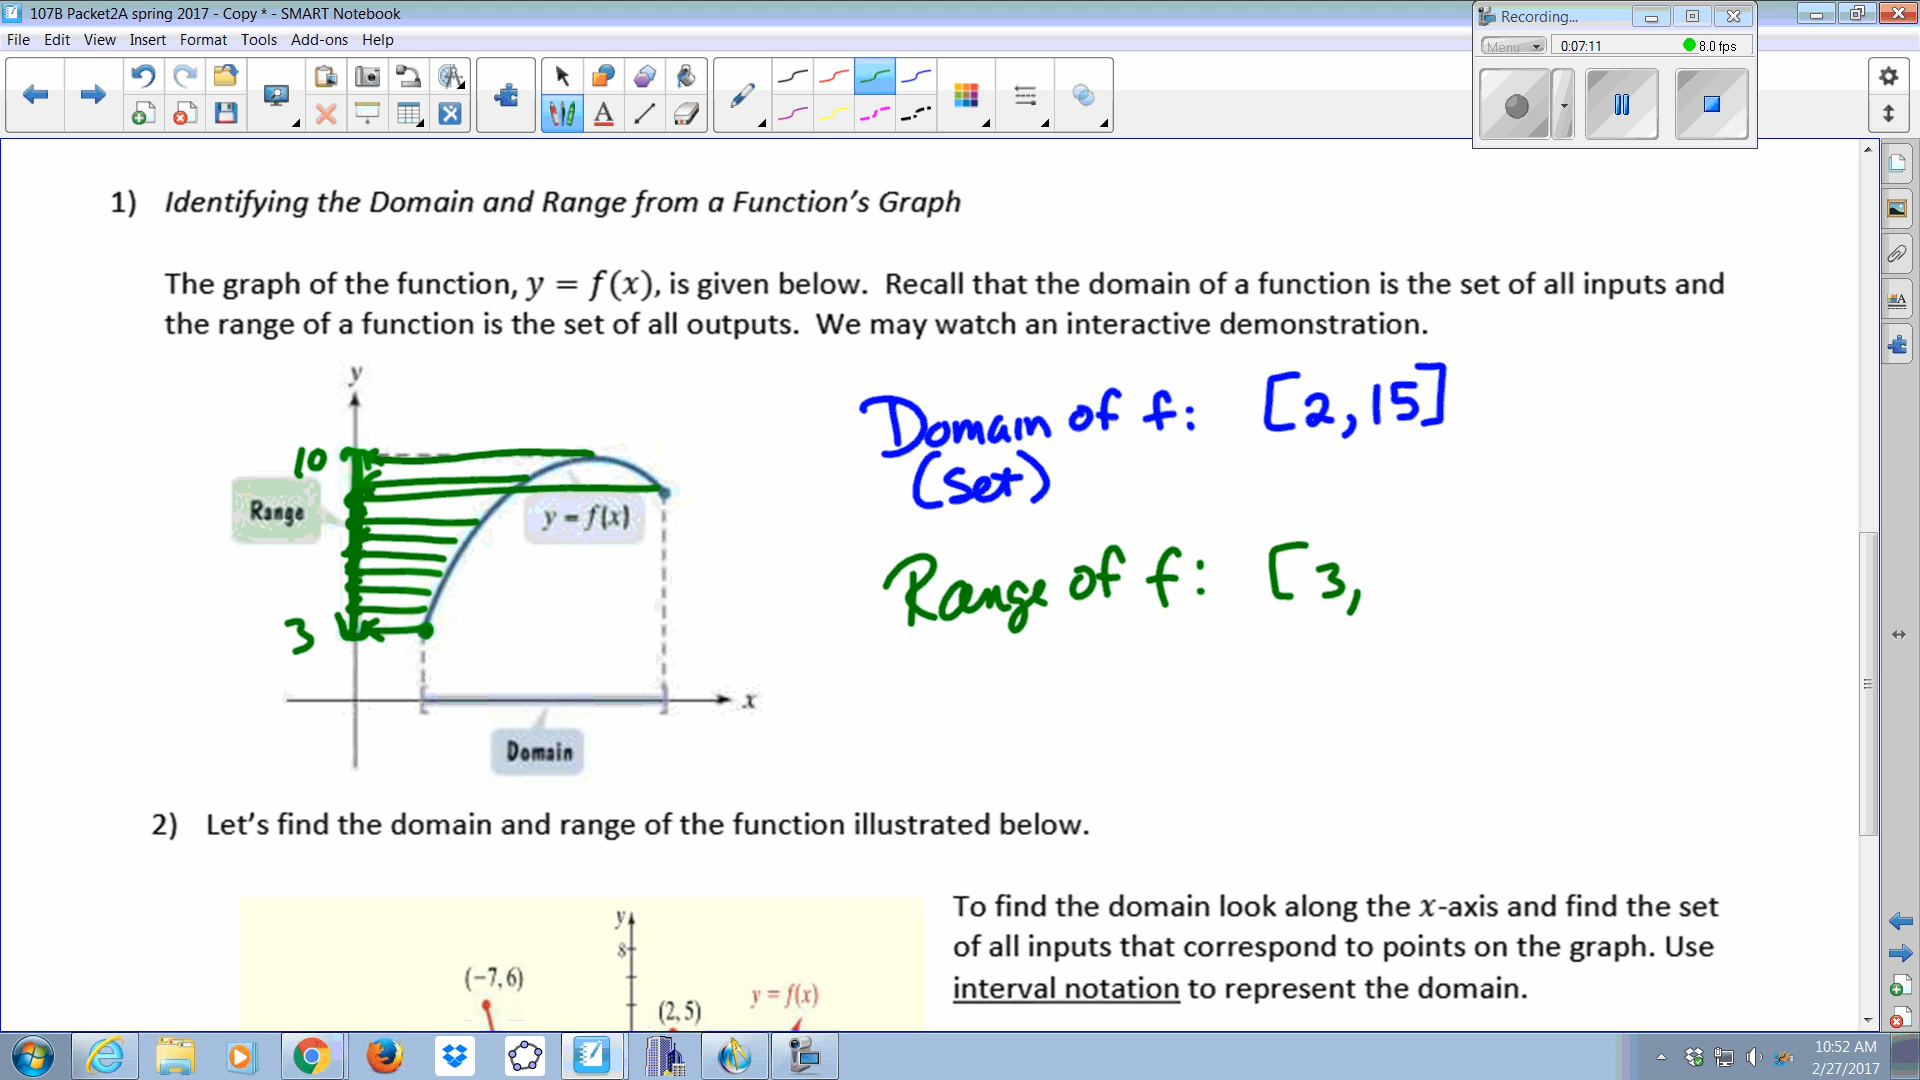 107B Packet2A spring 2017 - Copy * - SMART Notebook
Recording...
File Edit View Insert Format Tools Add-ons Help
Menu
0:07:11
8.0 fps
1) Identifying the Domain and Range from a Function's Graph
The graph of the function, y = f(x), is given below. Recall that the domain of a function is the set of all inputs and
the range of a function is the set of all outputs. We may watch an interactive demonstration.
y
10
Range
y = f(x)
3
x
Domain
Domain of f: [2,15]
(Set)
Range of f: [3,
2) Let's find the domain and range of the function illustrated below.
y
8
(-7,6)
(2,5)
y = f(x)
To find the domain look along the x-axis and find the set
of all inputs that correspond to points on the graph. Use
interval notation to represent the domain.
10:52 AM
2/27/2017